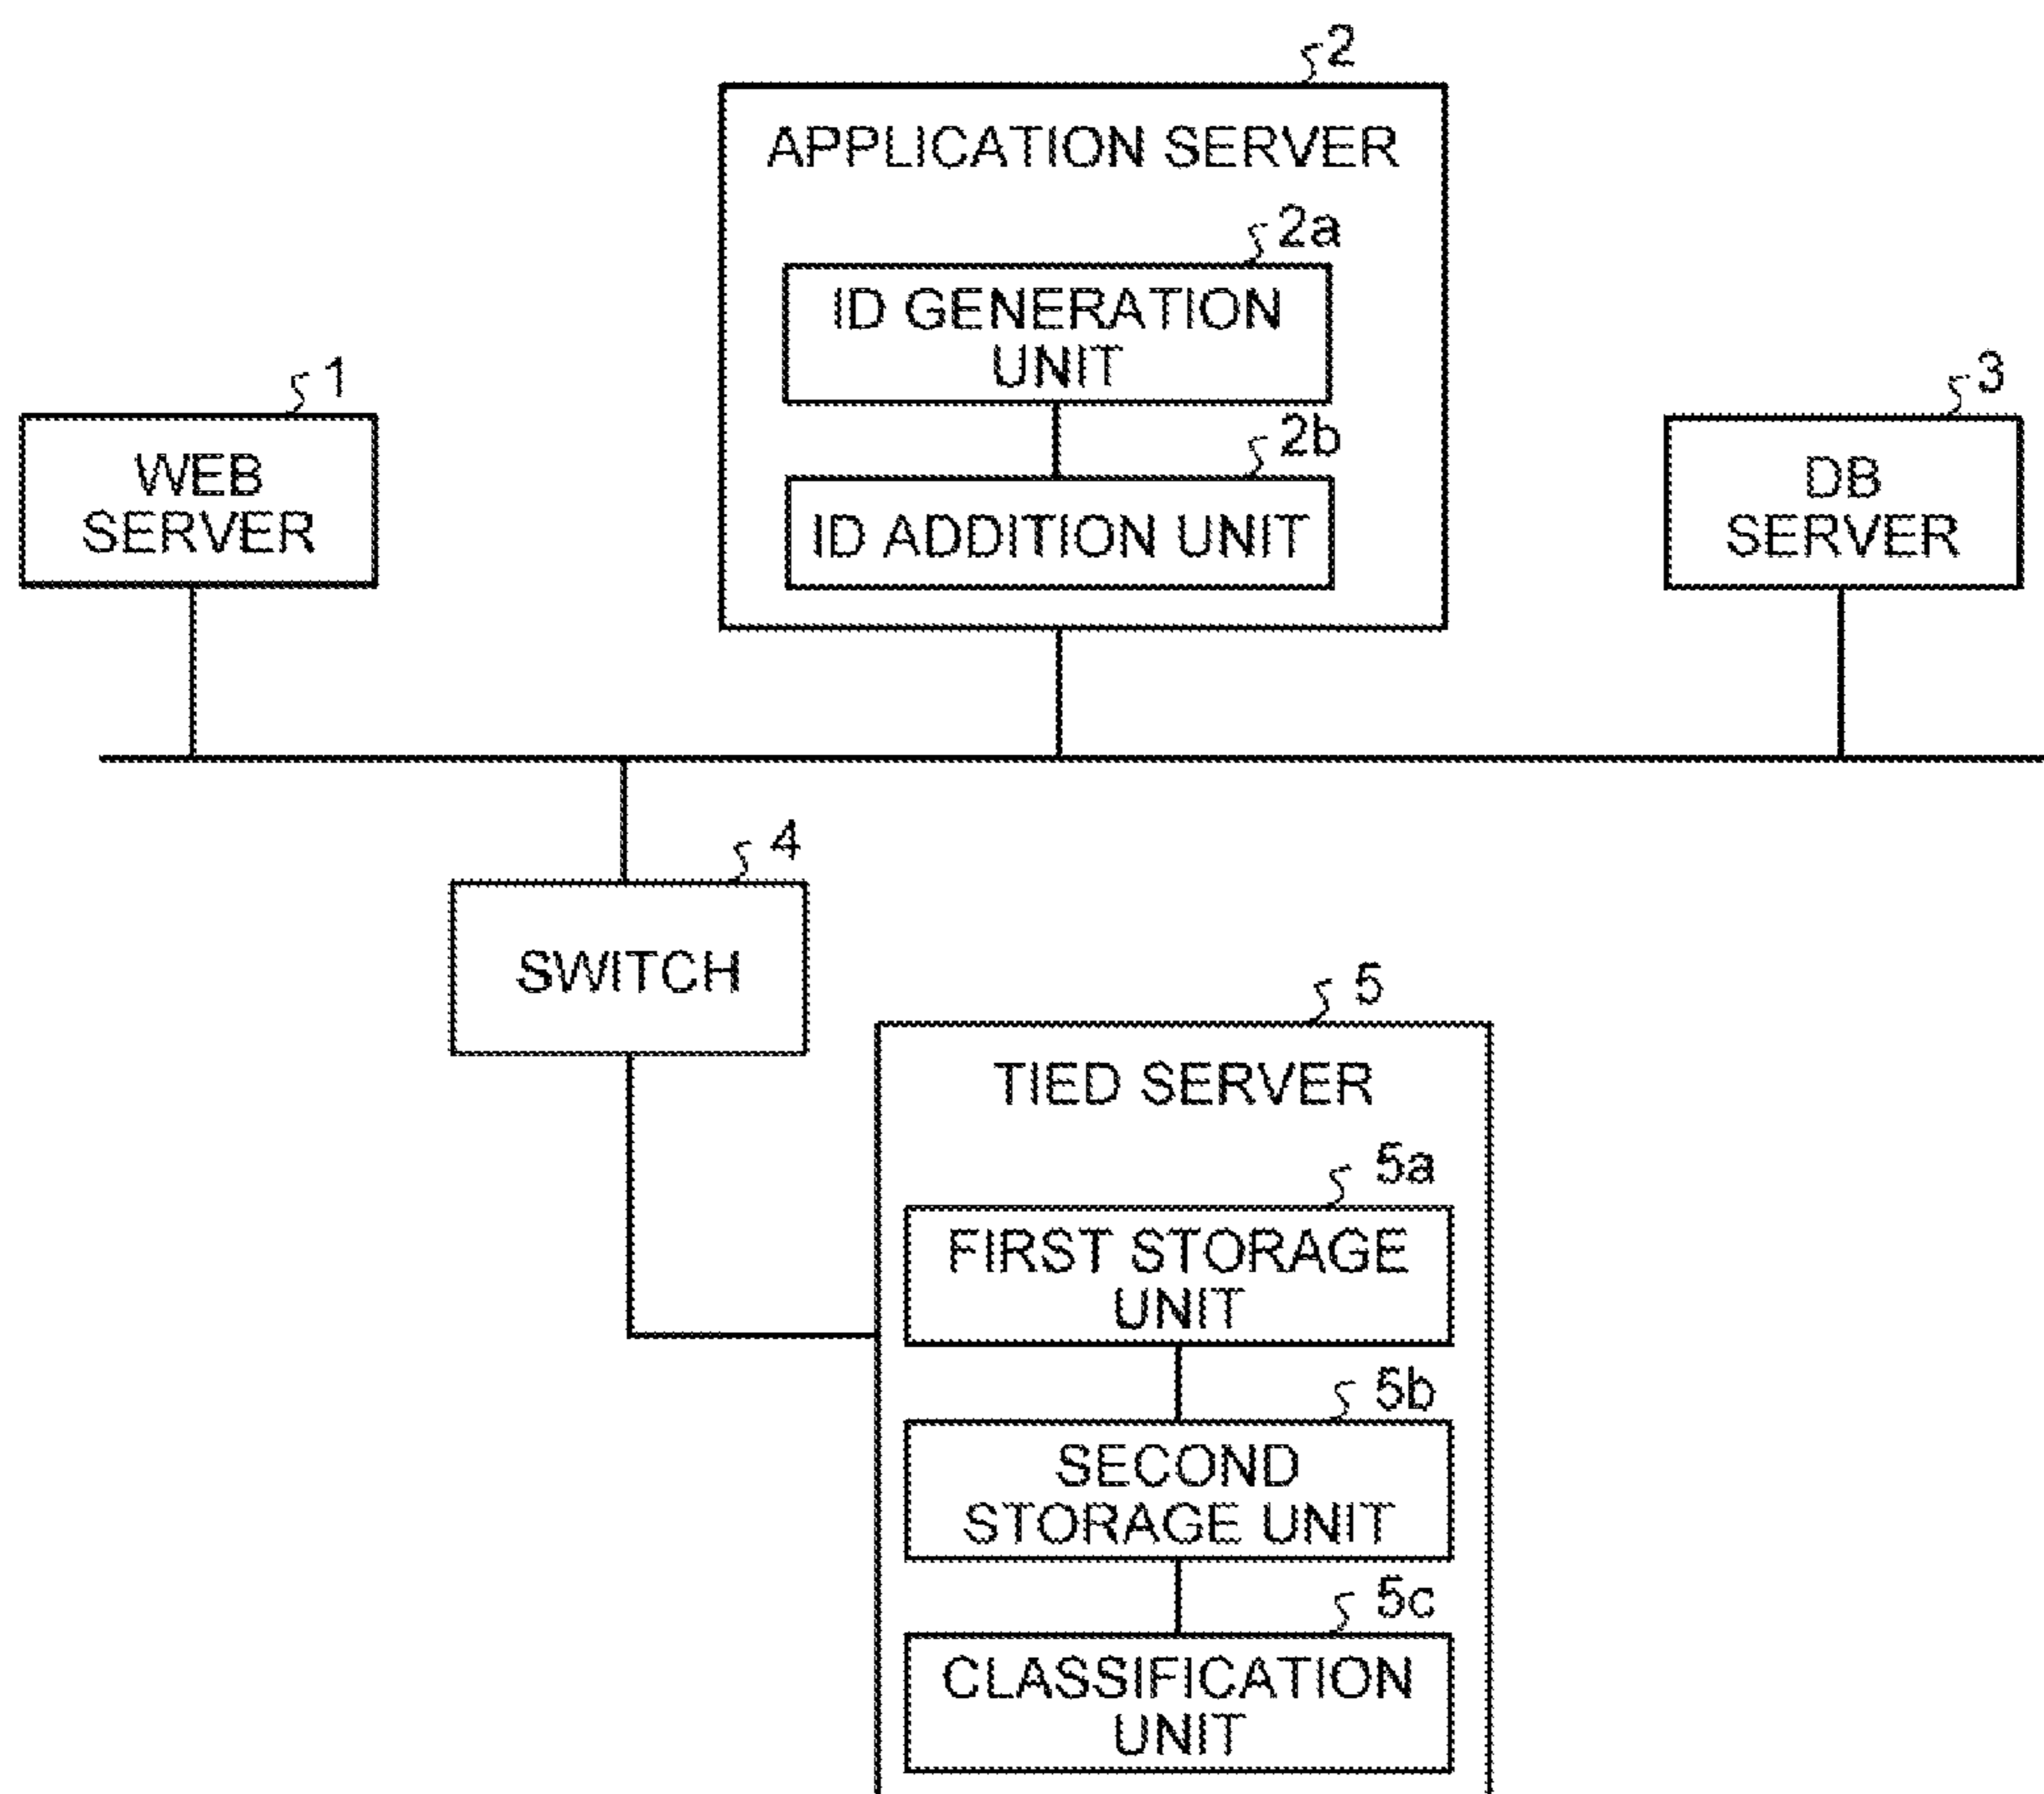 2
APPLICATION SERVER
2a
ID GENERATION
UNIT
2b
ID ADDITION UNIT
1
WEB
SERVER
3
DB
SERVER
4
SWITCH
5
TIED SERVER
5a
FIRST STORAGE
UNIT
5b
SECOND
STORAGE UNIT
5c
CLASSIFICATION
UNIT